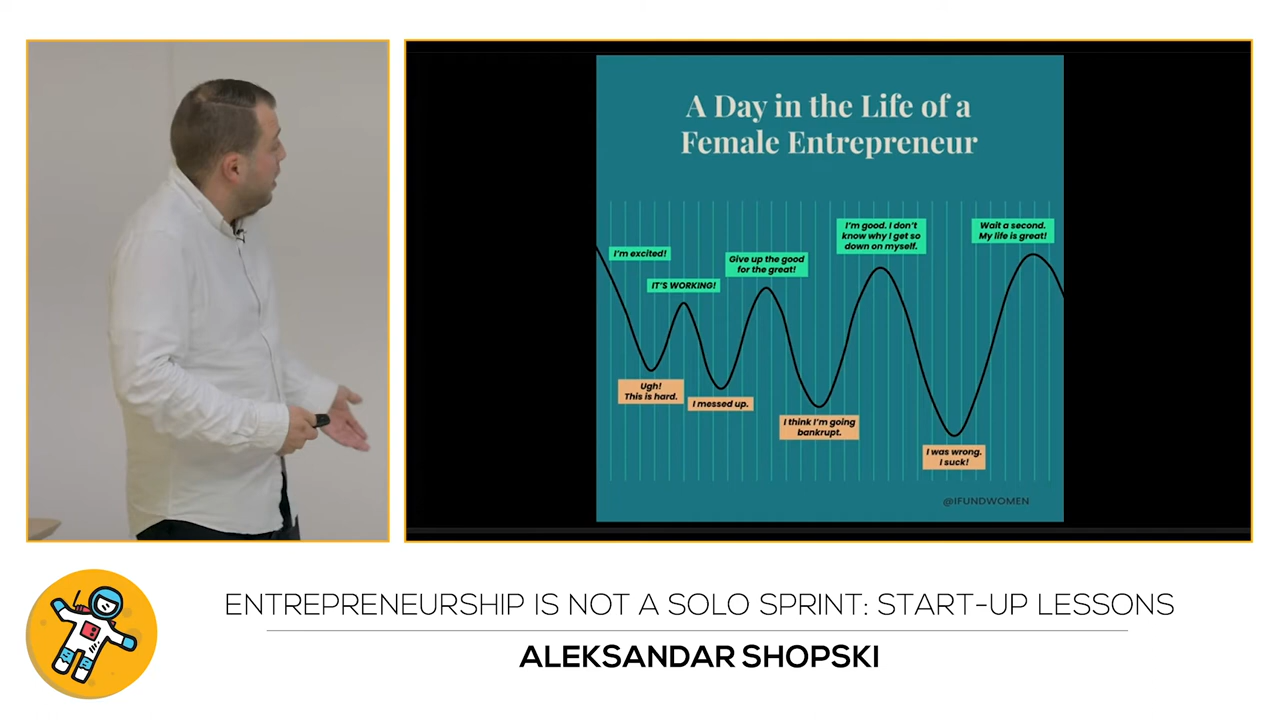 A Day in the Life of a
Female Entrepreneur
I'm good. I don't
know why I get so
down on myself.
Wait a second.
My life is great!
I'm excited!
Give up the good
for the great!
IT'S WORKING!
Ugh!
This is hard.
I messed up.
I think I'm going
bankrupt.
I was wrong.
I suck!
@IFUNDWOMEN
ENTREPRENEURSHIP IS NOT A SOLO SPRINT: START-UP LESSONS
ALEKSANDAR SHOPSKI